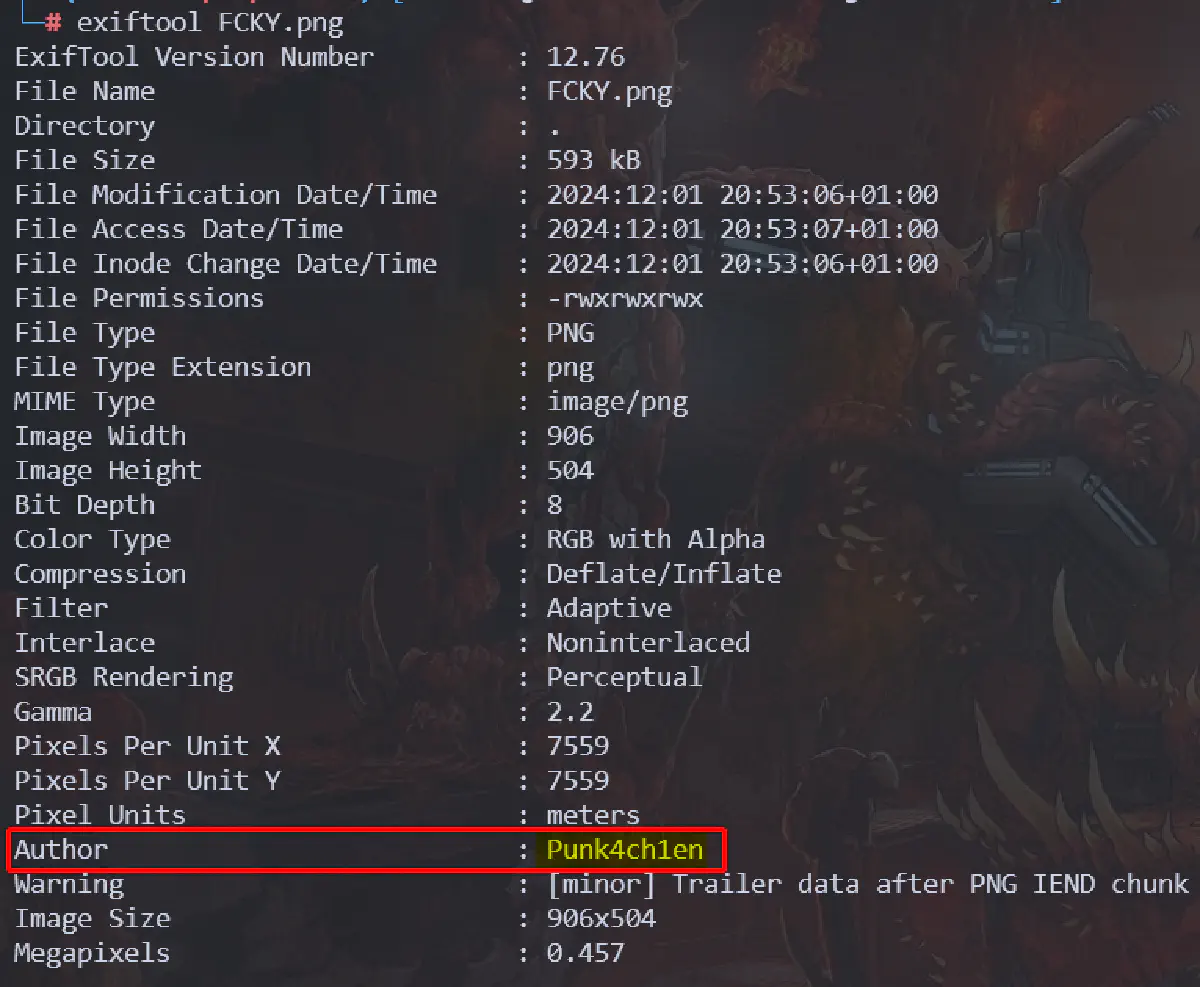 └─# exiftool FCKY.png
ExifTool Version Number : 12.76
File Name : FCKY.png
Directory : .
File Size : 593 kB
File Modification Date/Time : 2024:12:01 20:53:06+01:00
File Access Date/Time : 2024:12:01 20:53:07+01:00
File Inode Change Date/Time : 2024:12:01 20:53:06+01:00
File Permissions : -rwxrwxrwx
File Type : PNG
File Type Extension : png
MIME Type : image/png
Image Width : 906
Image Height : 504
Bit Depth : 8
Color Type : RGB with Alpha
Compression : Deflate/Inflate
Filter : Adaptive
Interlace : Noninterlaced
SRGB Rendering : Perceptual
Gamma : 2.2
Pixels Per Unit X : 7559
Pixels Per Unit Y : 7559
Pixel Units : meters
Author : Punk4ch1en
Warning : [minor] Trailer data after PNG IEND chunk
Image Size : 906x504
Megapixels : 0.457